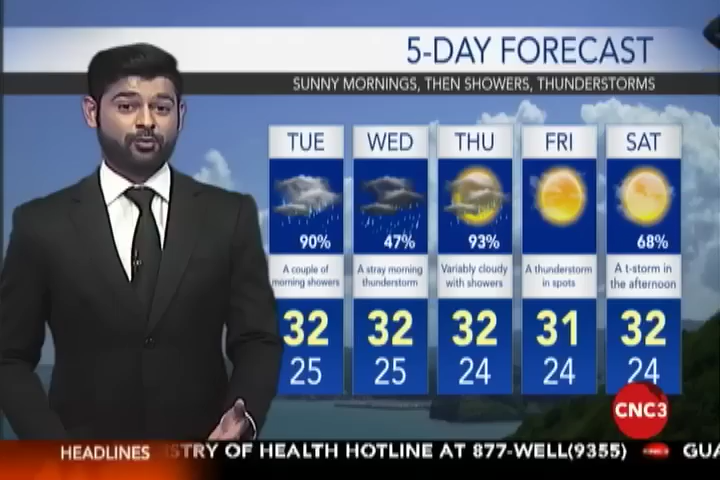 5-DAY FORECAST
SUNNY MORNINGS, THEN SHOWERS, THUNDERSTORMS
TUE WED THU FRI SAT
90% 47% 93% 68%
A couple of morning showers
A stray morning thunderstorm
Variably cloudy with showers
A thunderstorm in spots
A t-storm in the afternoon
32 32 32 31 32
25 25 24 24 24
CNC3
HEADLINES STRY OF HEALTH HOTLINE AT 877-WELL(9355) GUA